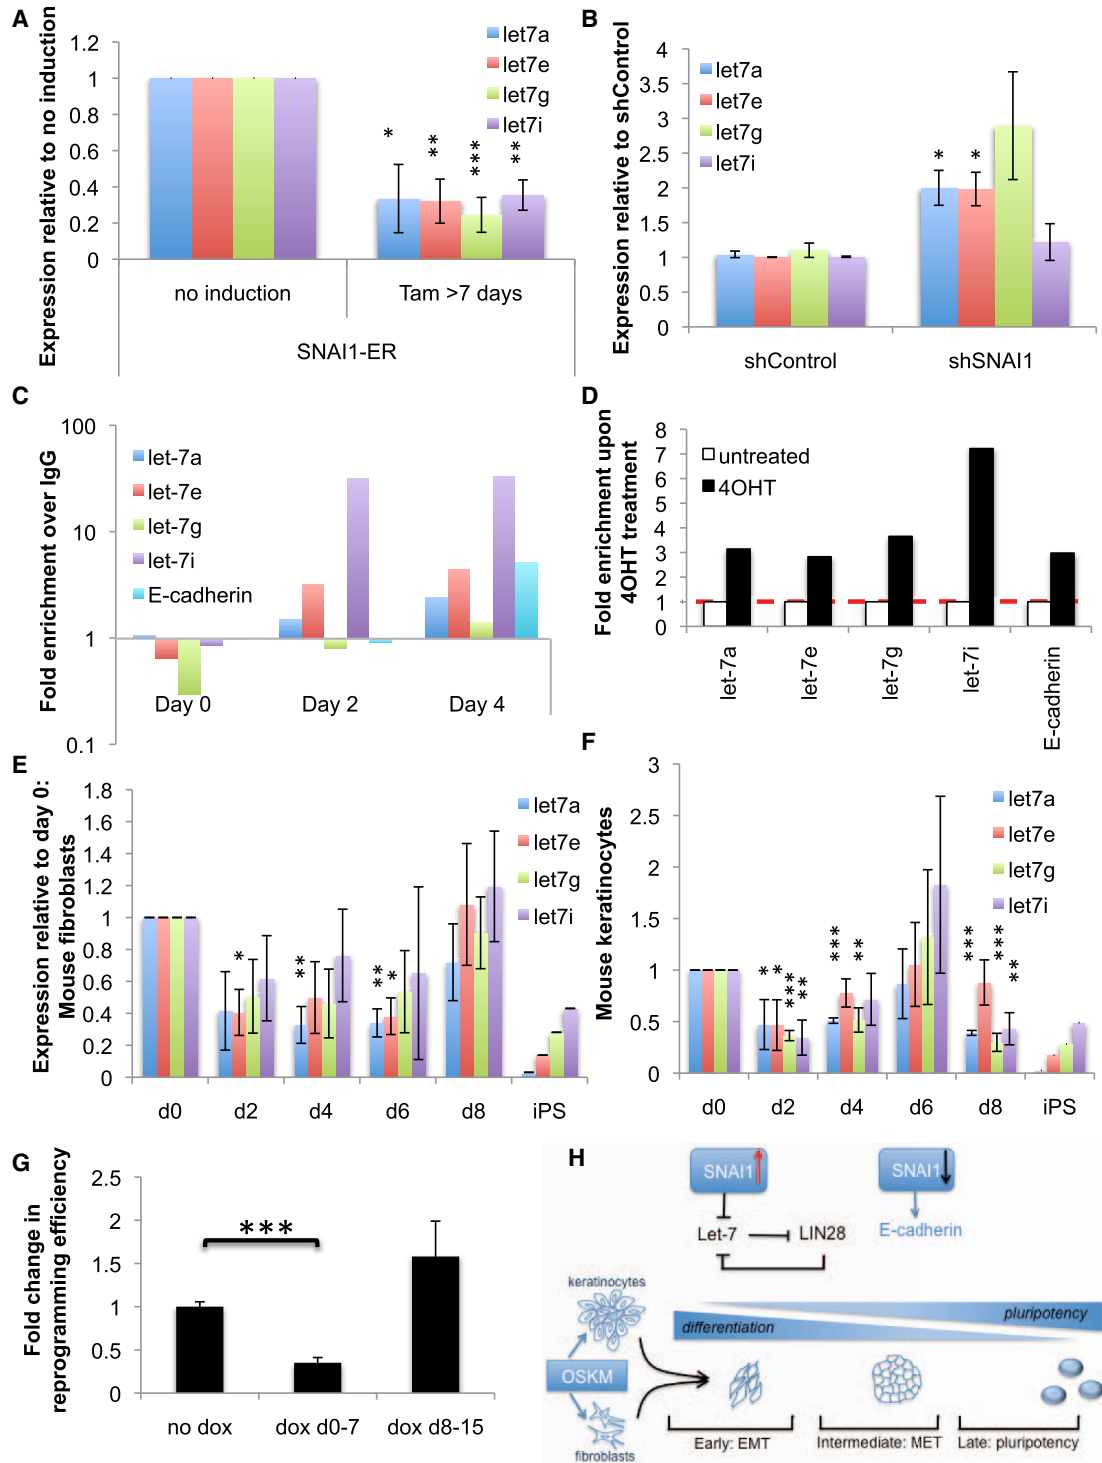 A
Expression relative to no induction
1.2
1
0.8
0.6
0.4
0.2
0
let7a
let7e
let7g
let7i
*
**
***
**
no induction
Tam >7 days
SNAI1-ER
B
Expression relative to shControl
4
3.5
3
2.5
2
1.5
1
0.5
0
let7a
let7e
let7g
let7i
*
*
shControl
shSNAI1
C
Fold enrichment over IgG
100
10
1
0.1
let-7a
let-7e
let-7g
let-7i
E-cadherin
Day 0
Day 2
Day 4
D
Fold enrichment upon
4OHT treatment
8
7
6
5
4
3
2
1
0
untreated
4OHT
let-7a
let-7e
let-7g
let-7i
E-cadherin
E
Expression relative to day 0:
Mouse fibroblasts
1.8
1.6
1.4
1.2
1
0.8
0.6
0.4
0.2
0
let7a
let7e
let7g
let7i
*
**
**
*
d0
d2
d4
d6
d8
iPS
F
Mouse keratinocytes
3
2.5
2
1.5
1
0.5
0
let7a
let7e
let7g
let7i
*
*
***
**
***
**
***
***
**
d0
d2
d4
d6
d8
iPS
G
Fold change in
reprogramming efficiency
2.5
2
1.5
1
0.5
0
***
no dox
dox d0-7
dox d8-15
H
SNAI1
SNAI1
Let-7
LIN28
E-cadherin
keratinocytes
pluripotency
differentiation
OSKM
fibroblasts
Early: EMT
Intermediate: MET
Late: pluripotency